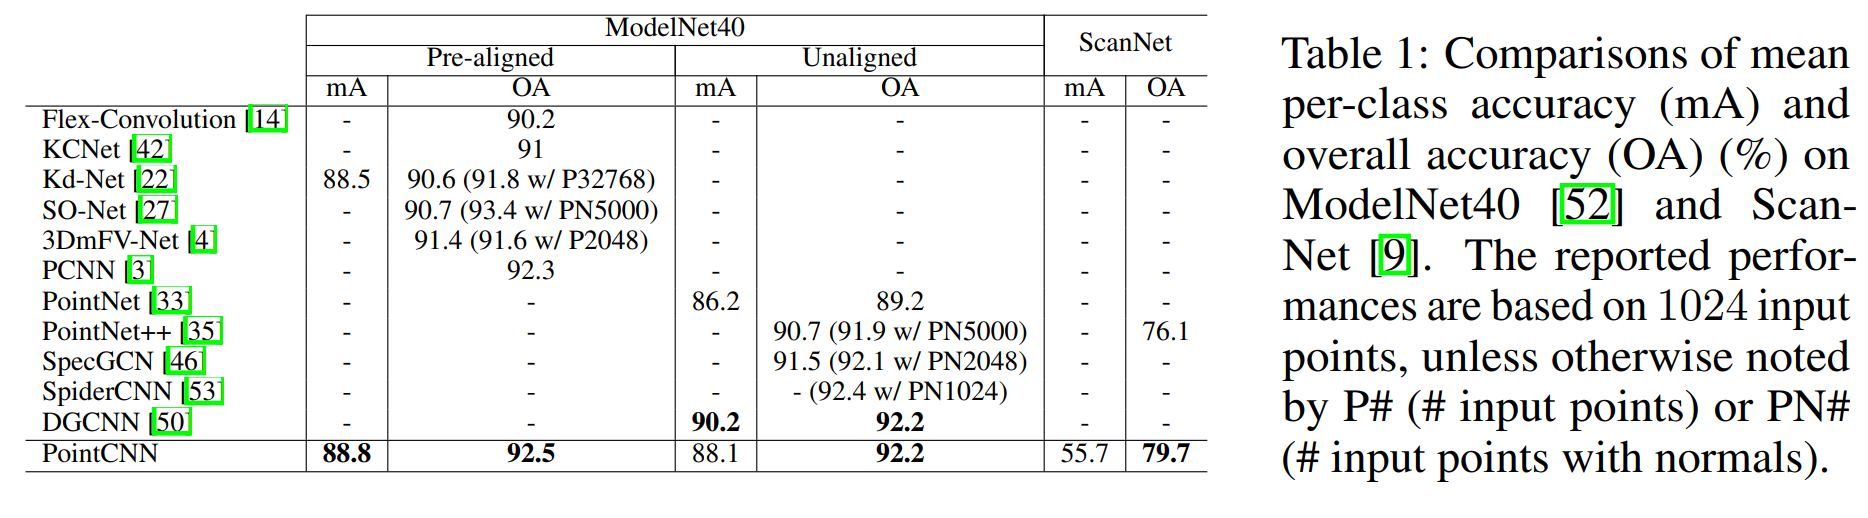 ModelNet40 ScanNet
Pre-aligned Unaligned
mA OA mA OA mA OA
Flex-Convolution [14] - 90.2 - - - -
KCNet [42] - 91 - - - -
Kd-Net [22] 88.5 90.6 (91.8 w/ P32768) - - - -
SO-Net [27] - 90.7 (93.4 w/ PN5000) - - - -
3DmFV-Net [4] - 91.4 (91.6 w/ P2048) - - - -
PCNN [3] - 92.3 - - - -
PointNet [33] - - 86.2 89.2 - -
PointNet++ [35] - - - 90.7 (91.9 w/ PN5000) - 76.1
SpecGCN [46] - - - 91.5 (92.1 w/ PN2048) - -
SpiderCNN [53] - - - - (92.4 w/ PN1024) - -
DGCNN [50] - - 90.2 92.2 - -
PointCNN 88.8 92.5 88.1 92.2 55.7 79.7
Table 1: Comparisons of mean
per-class accuracy (mA) and
overall accuracy (OA) (%) on
ModelNet40 [52] and Scan-
Net [9]. The reported perfor-
mances are based on 1024 input
points, unless otherwise noted
by P# (# input points) or PN#
(# input points with normals).